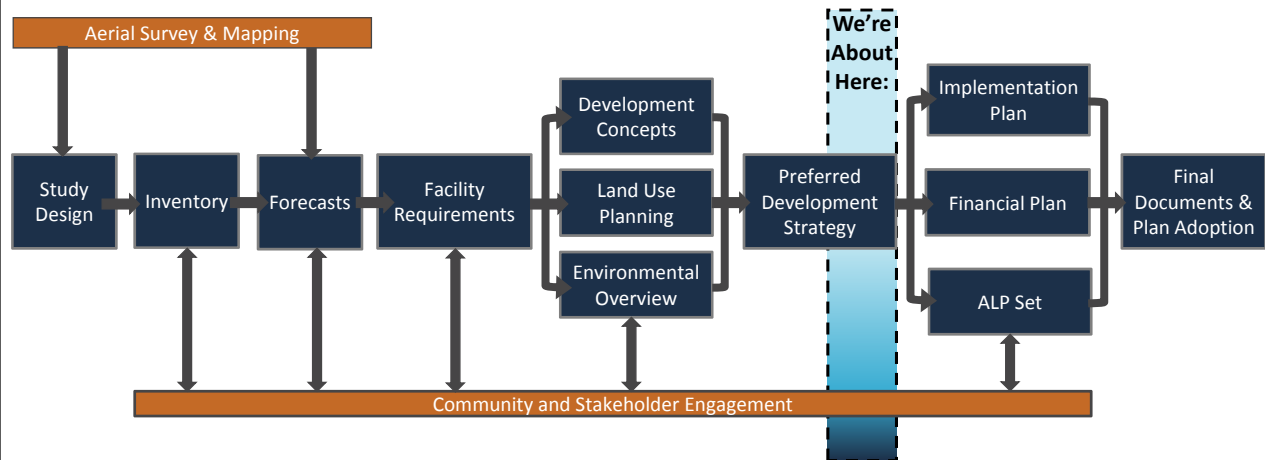 Aerial Survey & Mapping
We're
About
Here:
Study
Design
Inventory
Forecasts
Facility
Requirements
Development
Concepts
Land Use
Planning
Environmental
Overview
Preferred
Development
Strategy
Implementation
Plan
Financial Plan
ALP Set
Final
Documents &
Plan Adoption
Community and Stakeholder Engagement